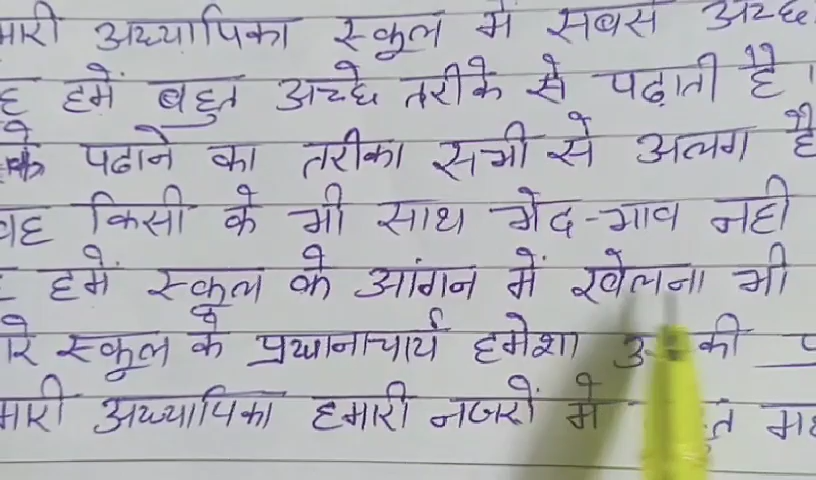 मारी अध्यापिका स्कूल में सबसे अच्छे
हमें बहुत अच्छे तरीके से पढ़ाती है ।
के पढाने का तरीका सभी से अलग है
वह किसी के भी साथ भेद-भाव नही
हमें स्कूल के आंगन में खेलना भी
रे स्कूल के प्रधानाचार्य हमेशा उनकी
मारी अध्यापिका हमारी नजरों मे